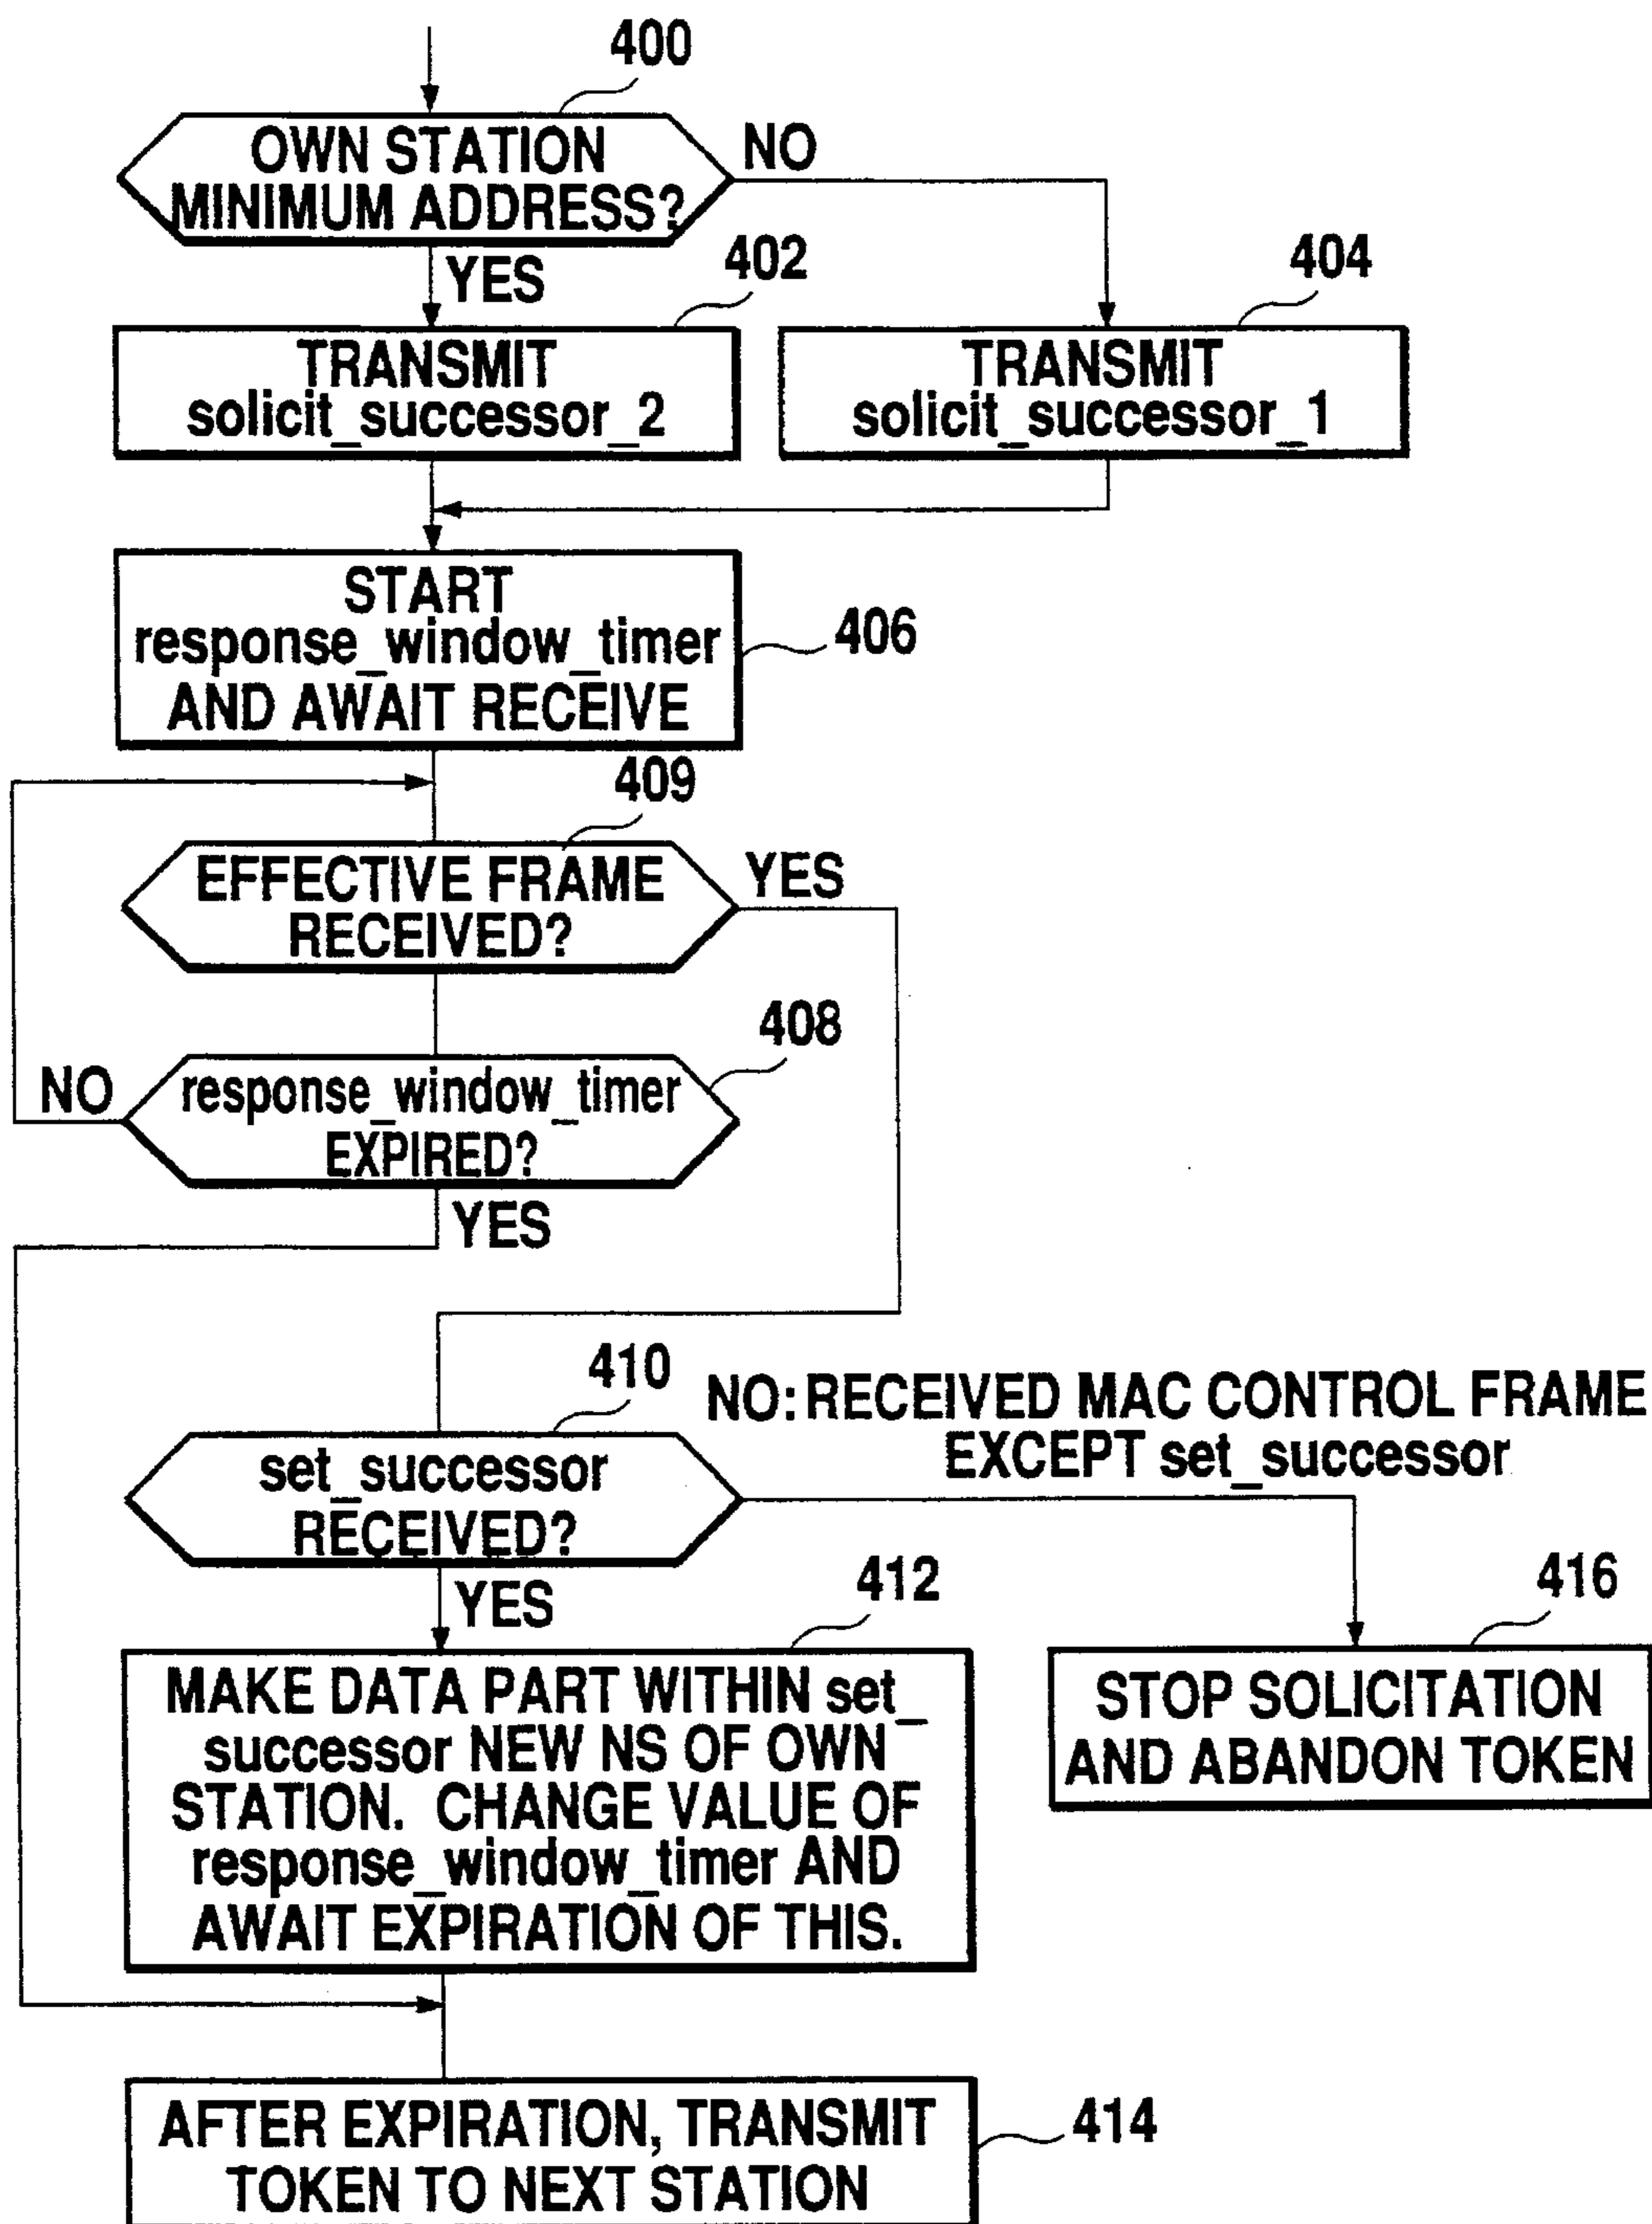 400
OWN STATION
MINIMUM ADDRESS?
NO
YES
402
404
TRANSMIT
solicit_successor_2
TRANSMIT
solicit_successor_1
START
response_window_timer
AND AWAIT RECEIVE
406
409
EFFECTIVE FRAME
RECEIVED?
YES
408
NO
response_window_timer
EXPIRED?
YES
410
NO: RECEIVED MAC CONTROL FRAME
EXCEPT set_successor
set_successor
RECEIVED?
YES
412
416
MAKE DATA PART WITHIN set_
successor NEW NS OF OWN
STATION. CHANGE VALUE OF
response_window_timer AND
AWAIT EXPIRATION OF THIS.
STOP SOLICITATION
AND ABANDON TOKEN
AFTER EXPIRATION, TRANSMIT
TOKEN TO NEXT STATION
414